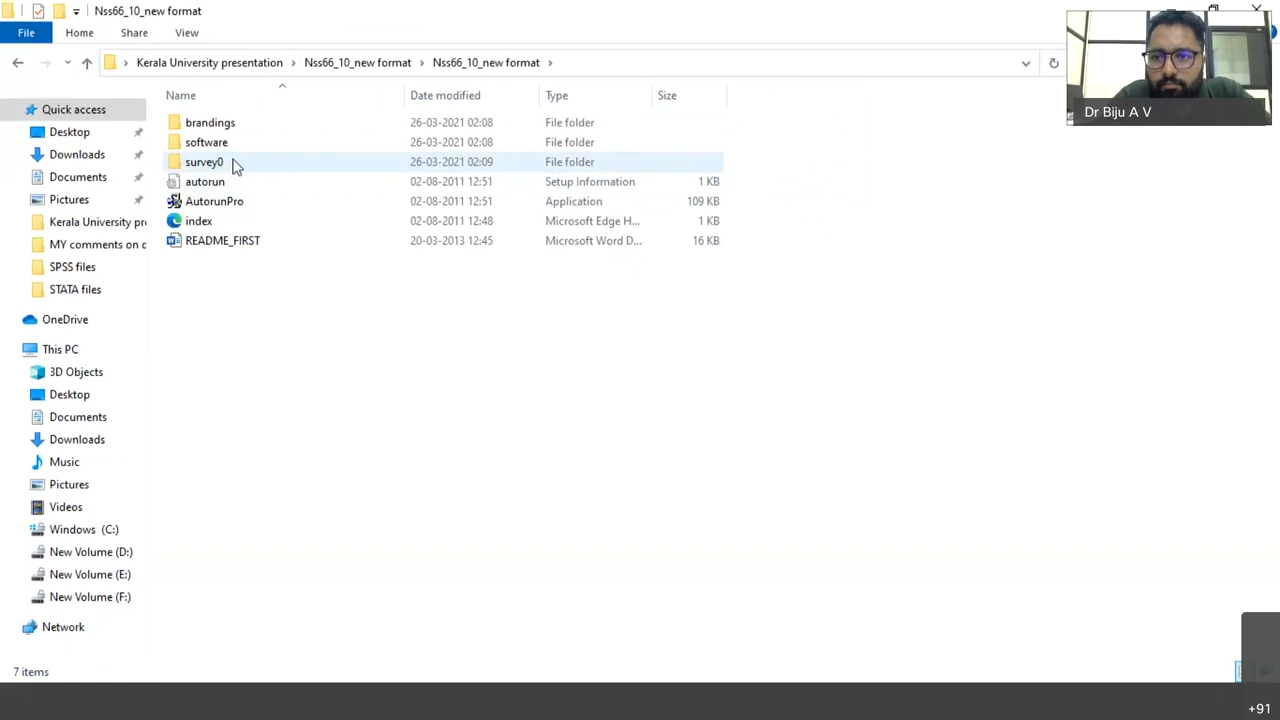 Nss66_10_new format
File Home Share View
Kerala University presentation Nss66_10_new format Nss66_10_new format
Name Date modified Type Size
Quick access
Desktop
Downloads
Documents
Pictures
Kerala University pr
MY comments on c
SPSS files
STATA files
OneDrive
This PC
3D Objects
Desktop
Documents
Downloads
Music
Pictures
Videos
Windows (C:)
New Volume (D:)
New Volume (E:)
New Volume (F:)
Network
brandings 26-03-2021 02:08 File folder
software 26-03-2021 02:08 File folder
survey0 26-03-2021 02:09 File folder
autorun 02-08-2011 12:51 Setup Information 1 KB
AutorunPro 02-08-2011 12:51 Application 109 KB
index 02-08-2011 12:48 Microsoft Edge H... 1 KB
README_FIRST 20-03-2013 12:45 Microsoft Word D... 16 KB
Dr Biju A V
7 items
+91